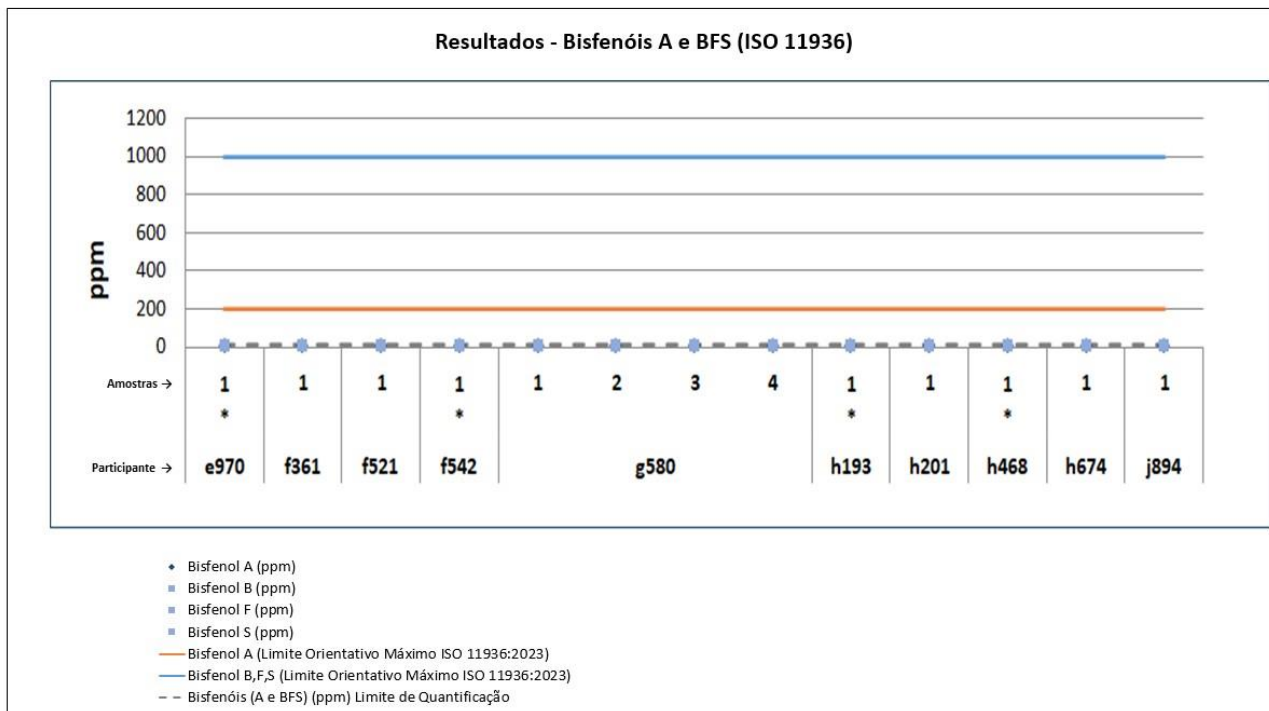 Resultados - Bisfenóis A e BFS (ISO 11936)
1200
1000
800
600
400
200
0
ppm
Amostras → 1 1 1 1 1 2 3 4 1 1 1 1 1
* * * *
Participante → e970 f361 f521 f542 g580 h193 h201 h468 h674 j894
Bisfenol A (ppm)
Bisfenol B (ppm)
Bisfenol F (ppm)
Bisfenol S (ppm)
Bisfenol A (Limite Orientativo Máximo ISO 11936:2023)
Bisfenol B,F,S (Limite Orientativo Máximo ISO 11936:2023)
Bisfenóis (A e BFS) (ppm) Limite de Quantificação